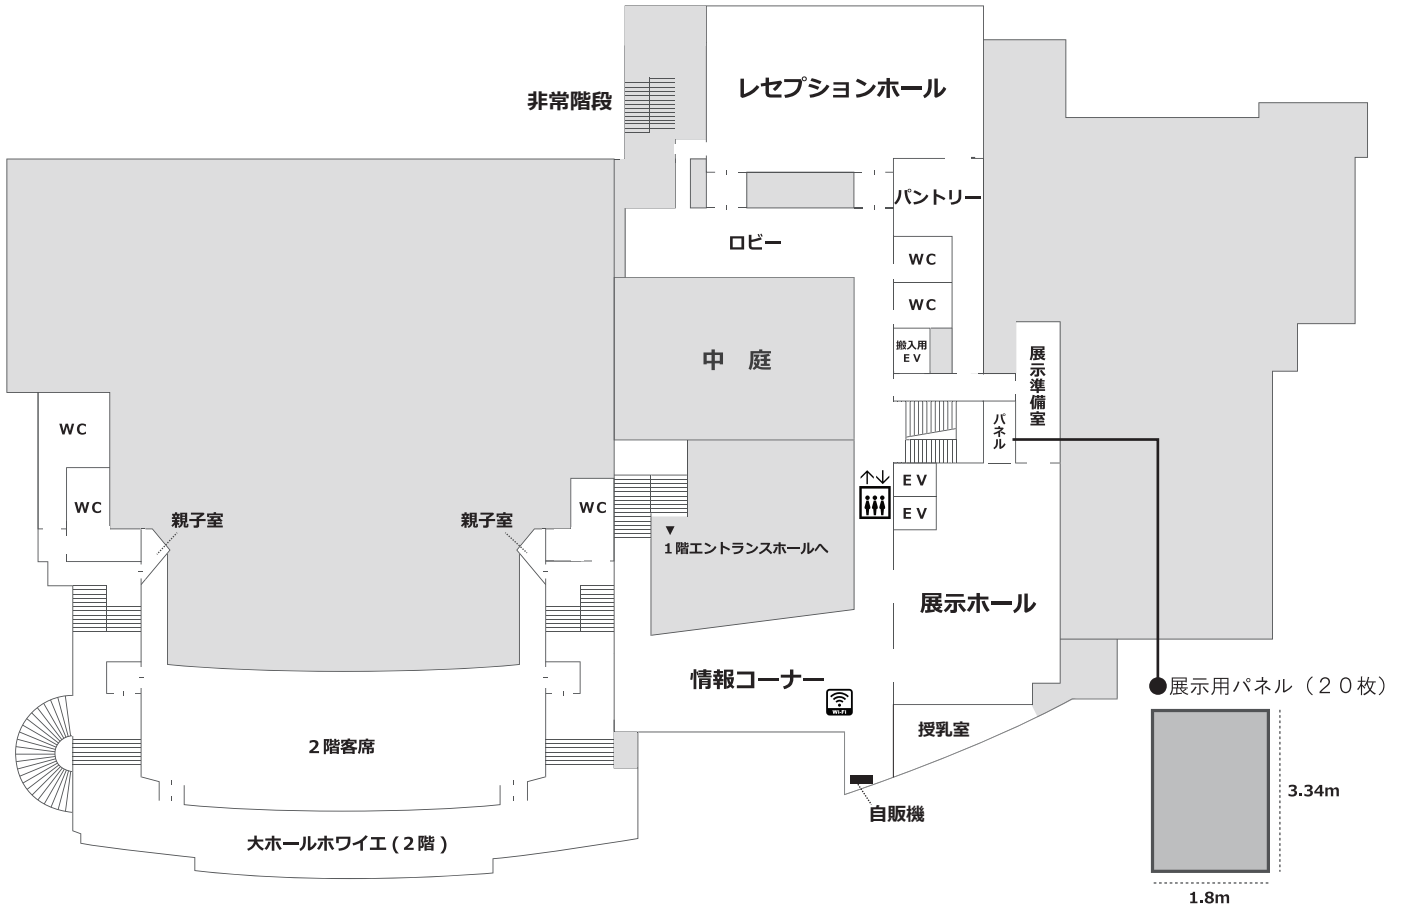 レセプションホール
非常階段
パントリー
ロビー
WC
WC
搬入用
EV
中 庭
展示準備室
パネル
WC
WC
WC
EV
EV
親子室
親子室
▼
1階エントランスホールへ
展示ホール
情報コーナー
Wi-Fi
展示用パネル（２０枚）
授乳室
2階客席
自販機
3.34m
大ホールホワイエ(2階)
1.8m